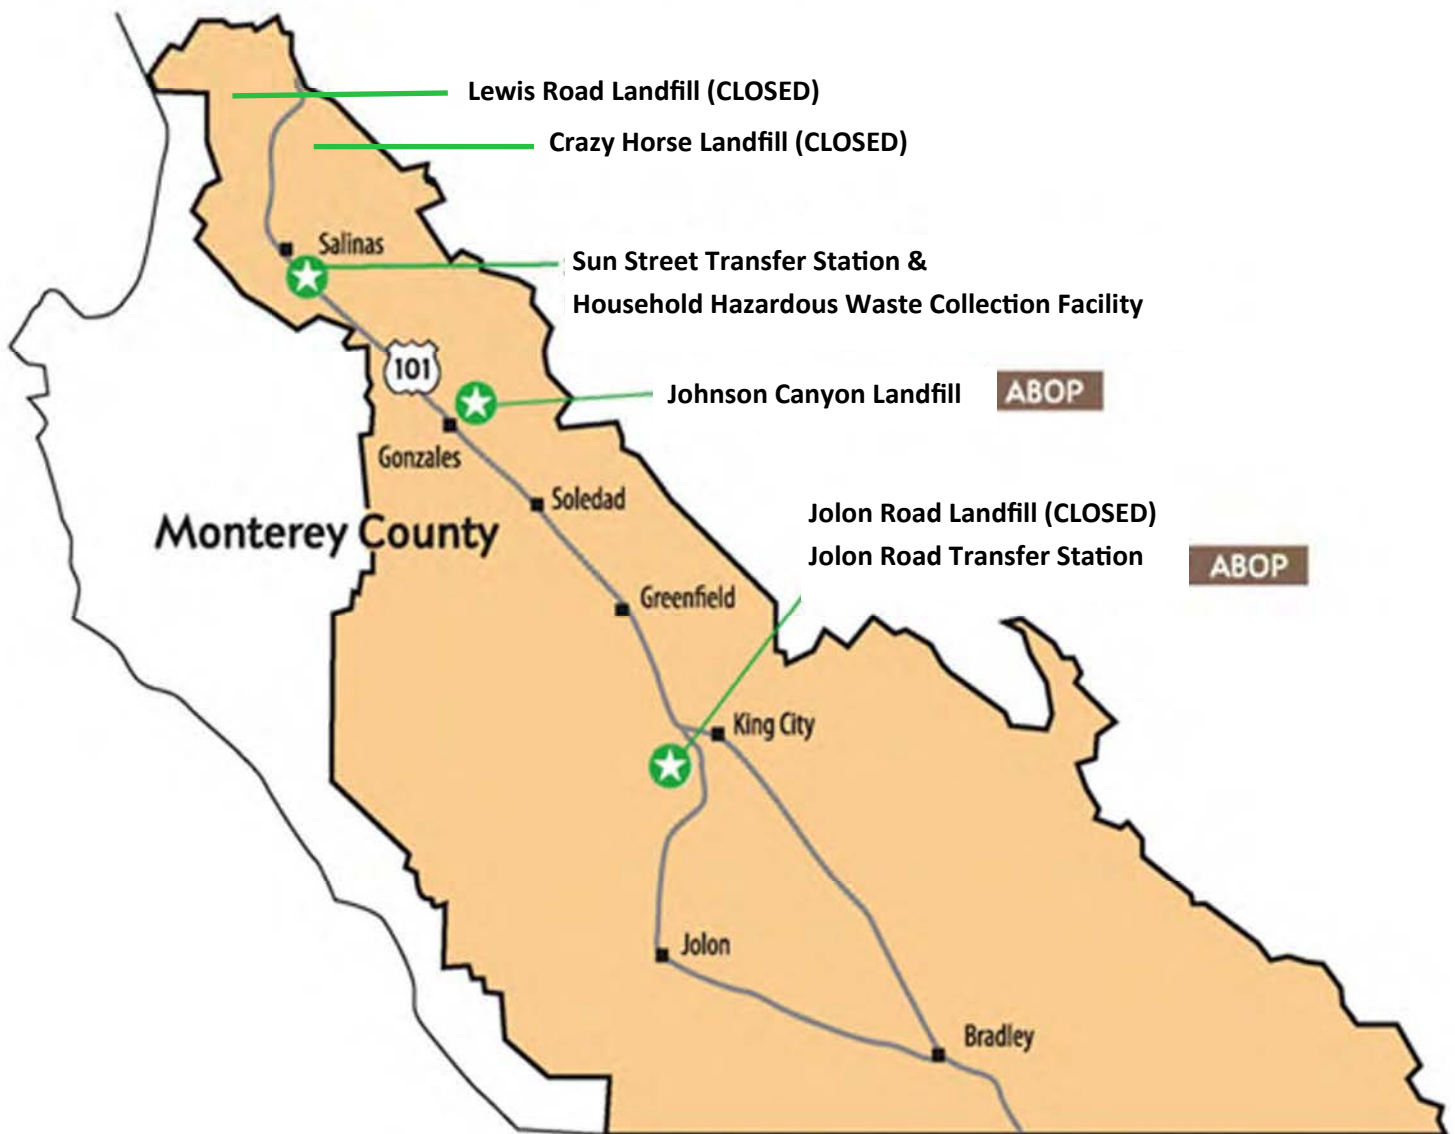 Lewis Road Landfill (CLOSED)
Crazy Horse Landfill (CLOSED)
Salinas
Sun Street Transfer Station &
Household Hazardous Waste Collection Facility
101
Johnson Canyon Landfill ABOP
Gonzales
Soledad
Monterey County
Jolon Road Landfill (CLOSED)
Jolon Road Transfer Station ABOP
Greenfield
King City
Jolon
Bradley